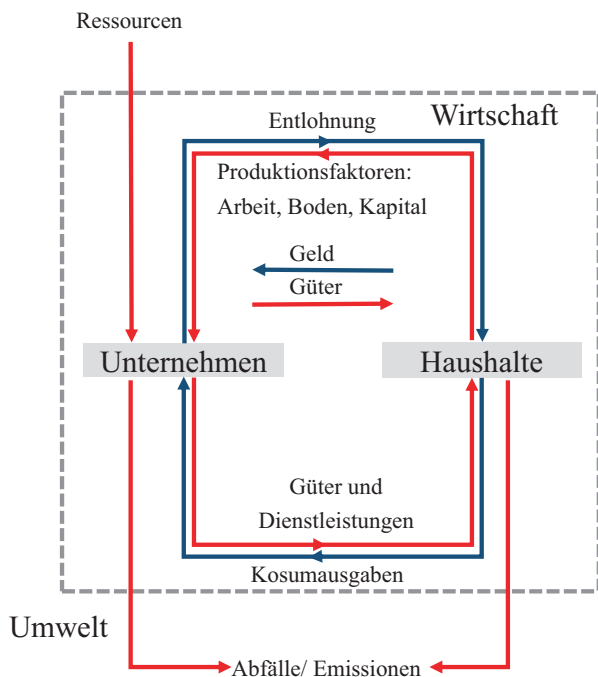 Ressourcen
Wirtschaft
Entlohnung
Produktionsfaktoren:
Arbeit, Boden, Kapital
Geld
Güter
Unternehmen
Haushalte
Güter und
Dienstleistungen
Kosumausgaben
Umwelt
Abfälle/ Emissionen